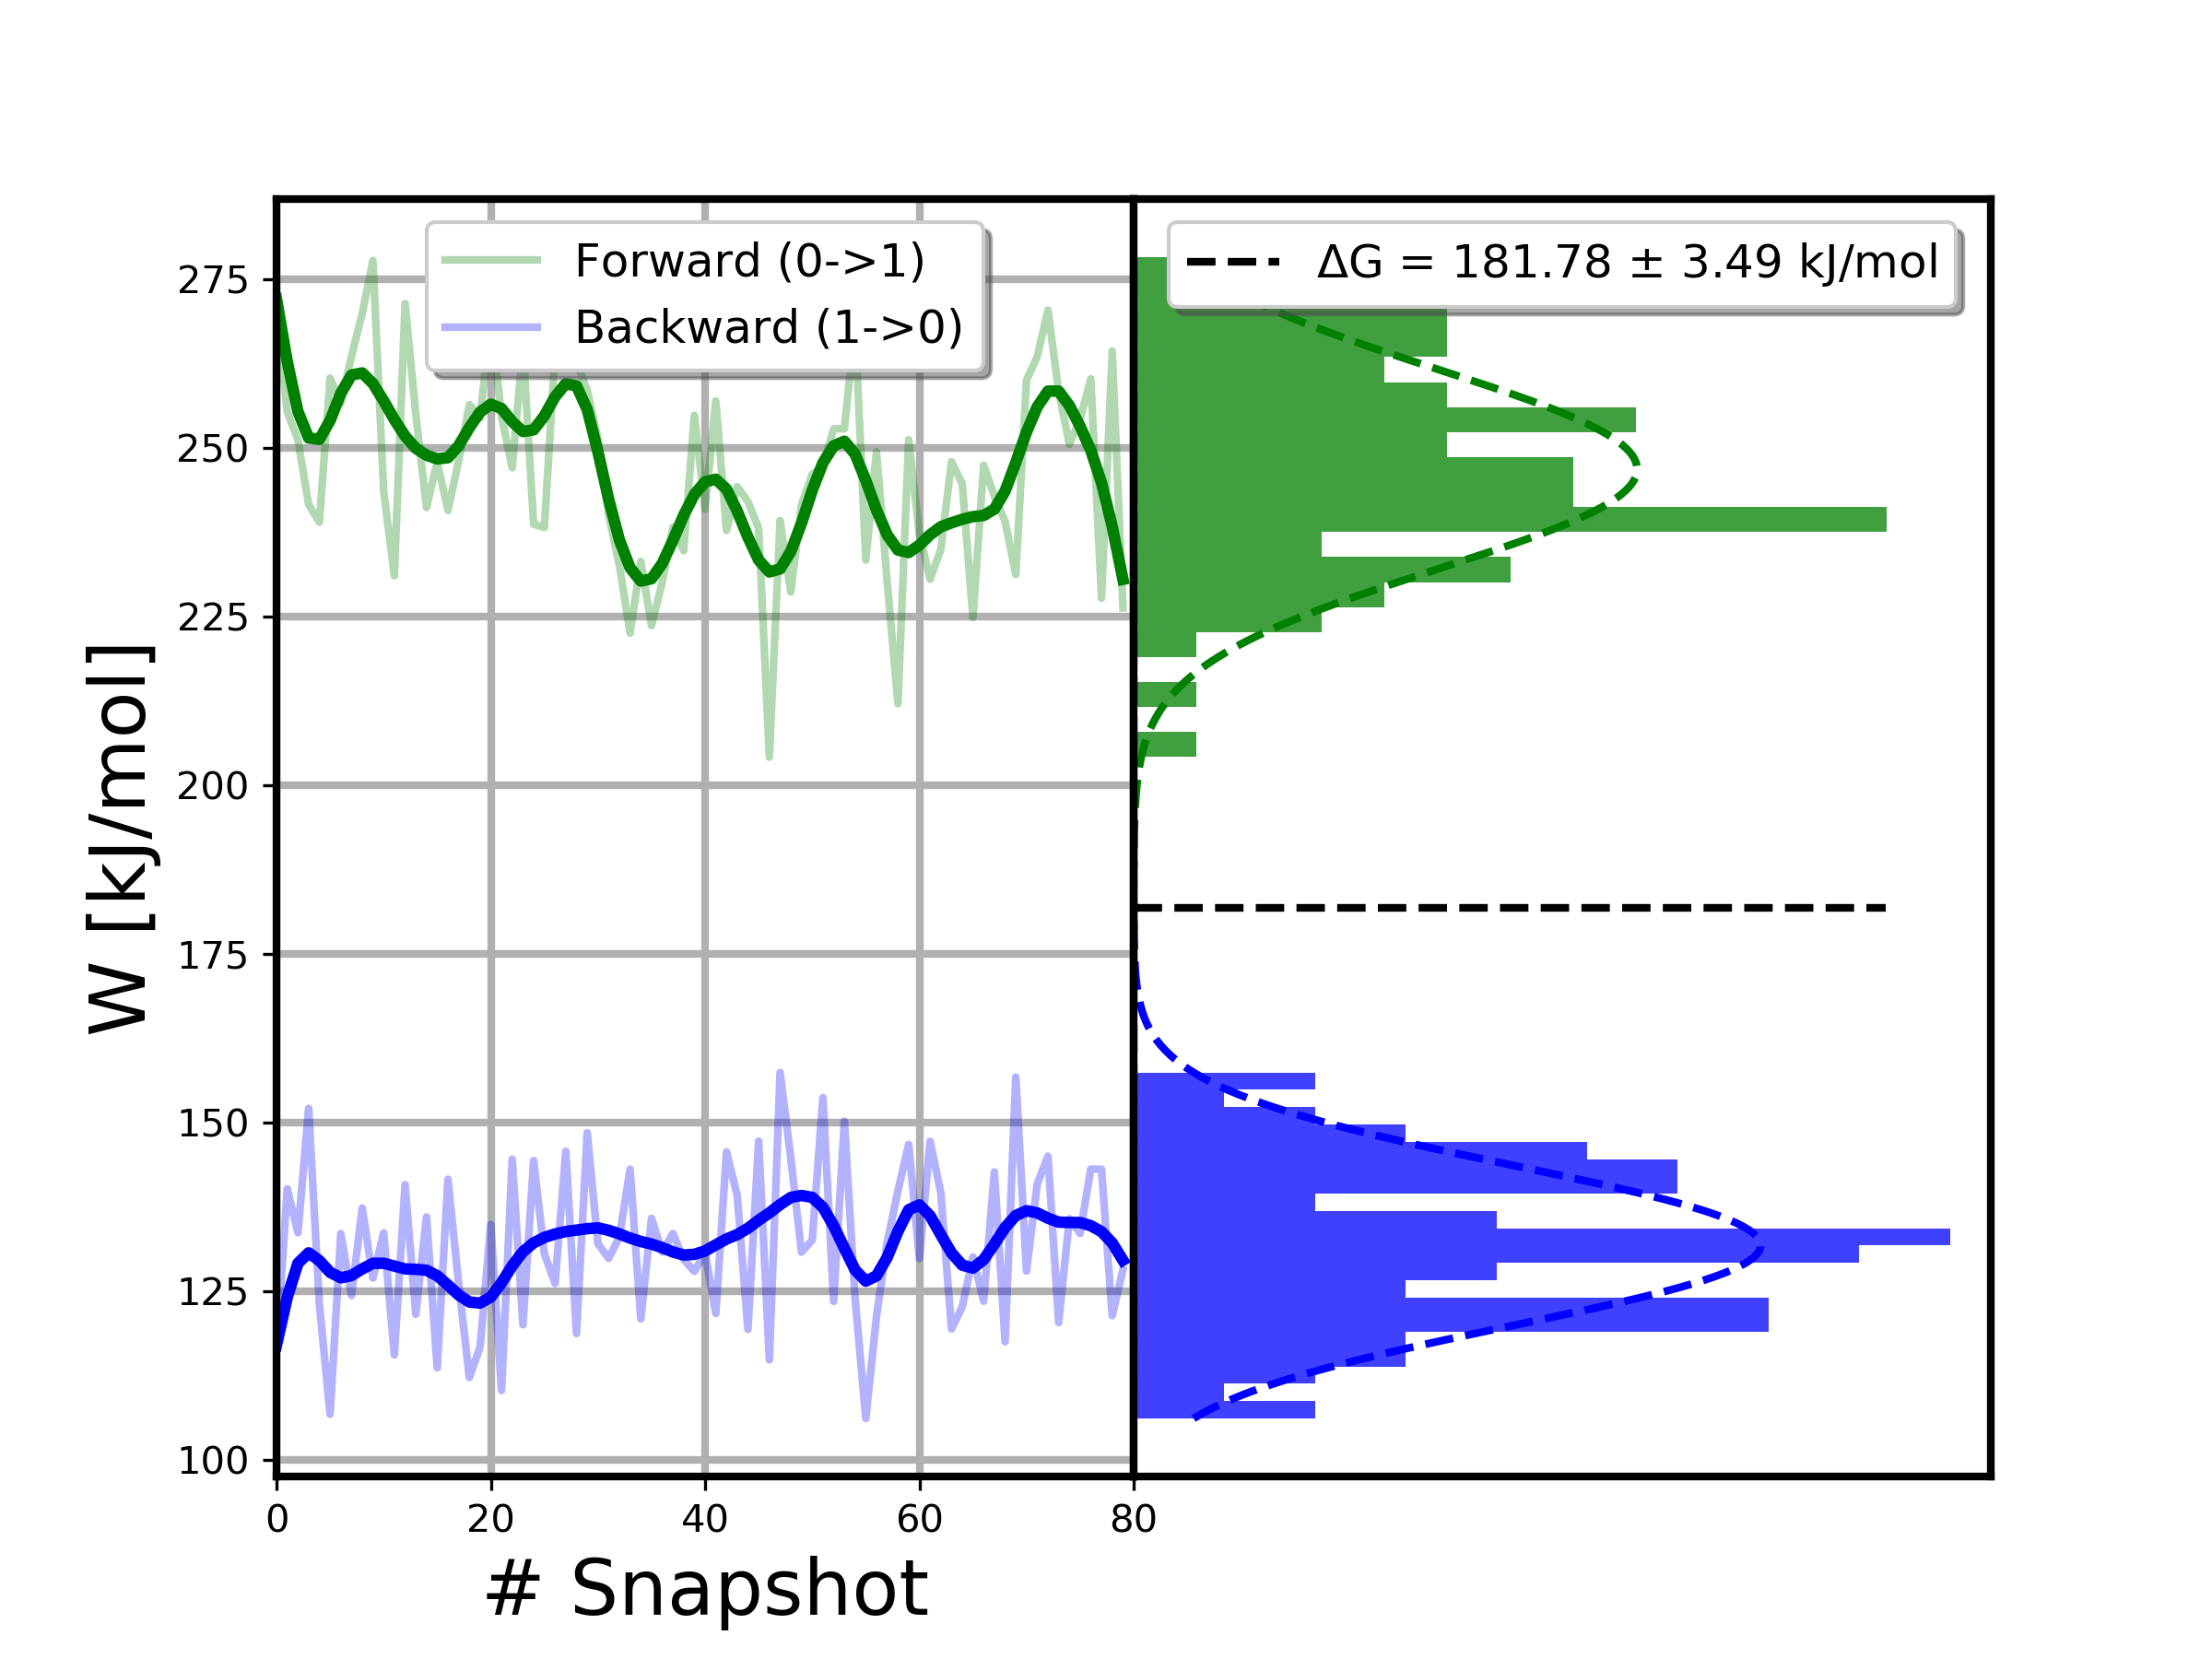 Forward (0->1)
Backward (1->0)
ΔG = 181.78 ± 3.49 kJ/mol
W [kJ/mol]
275
250
225
200
175
150
125
100
0 20 40 60 80
# Snapshot